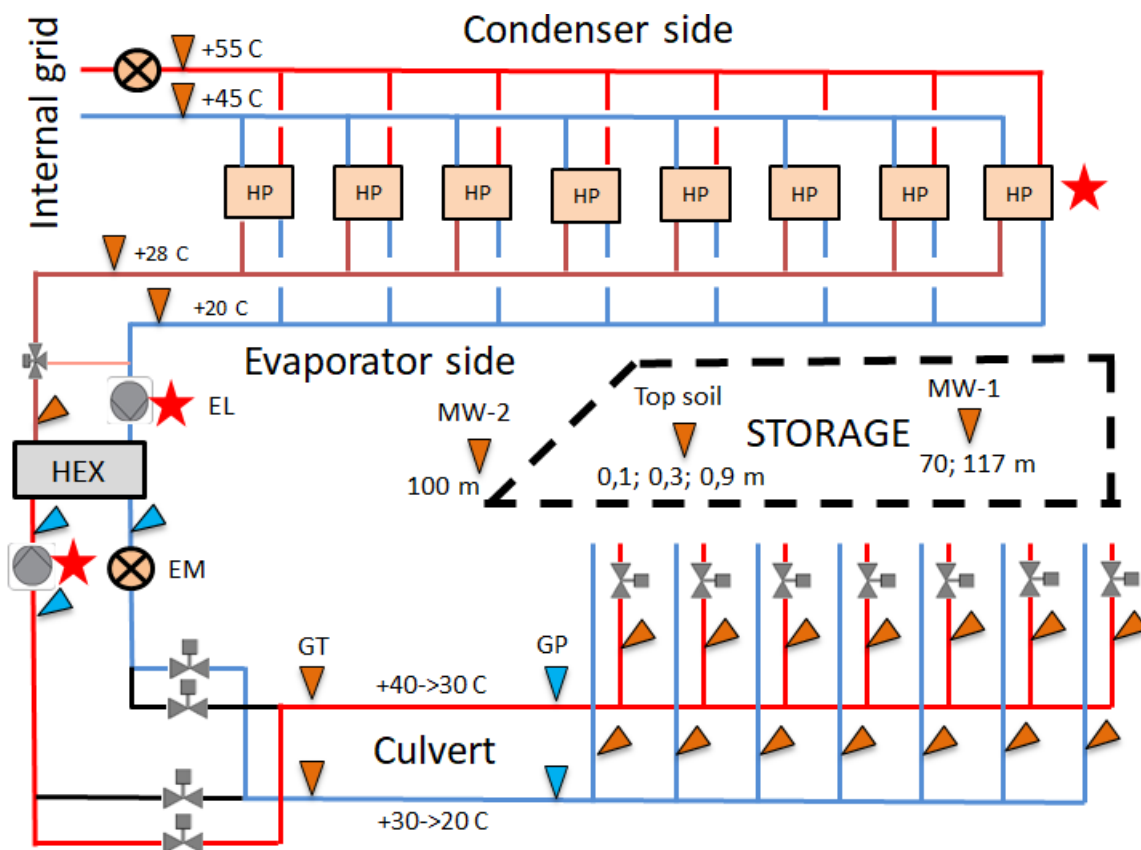 Internal grid
Condenser side
+55 C
+45 C
HP HP HP HP HP HP HP HP
+28 C
+20 C
Evaporator side
EL
MW-2
Top soil
MW-1
STORAGE
100 m
0,1; 0,3; 0,9 m
70; 117 m
HEX
EM
GT
GP
+40->30 C
Culvert
+30->20 C